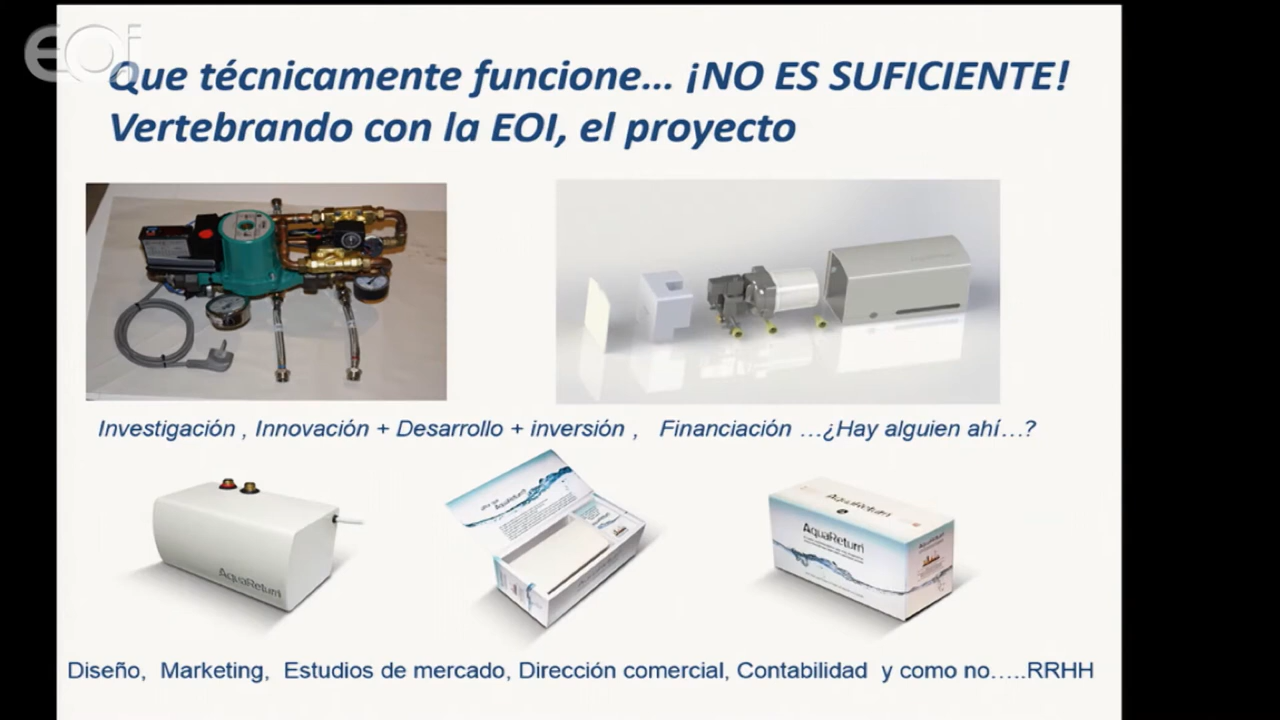 EOi
Que técnicamente funcione... ¡NO ES SUFICIENTE!
Vertebrando con la EOI, el proyecto
Investigación , Innovación + Desarrollo + inversión , Financiación ...¿Hay alguien ahí...?
AquaReturn
AquaReturn
AquaReturn
AquaReturn
Diseño, Marketing, Estudios de mercado, Dirección comercial, Contabilidad y como no.....RRHH